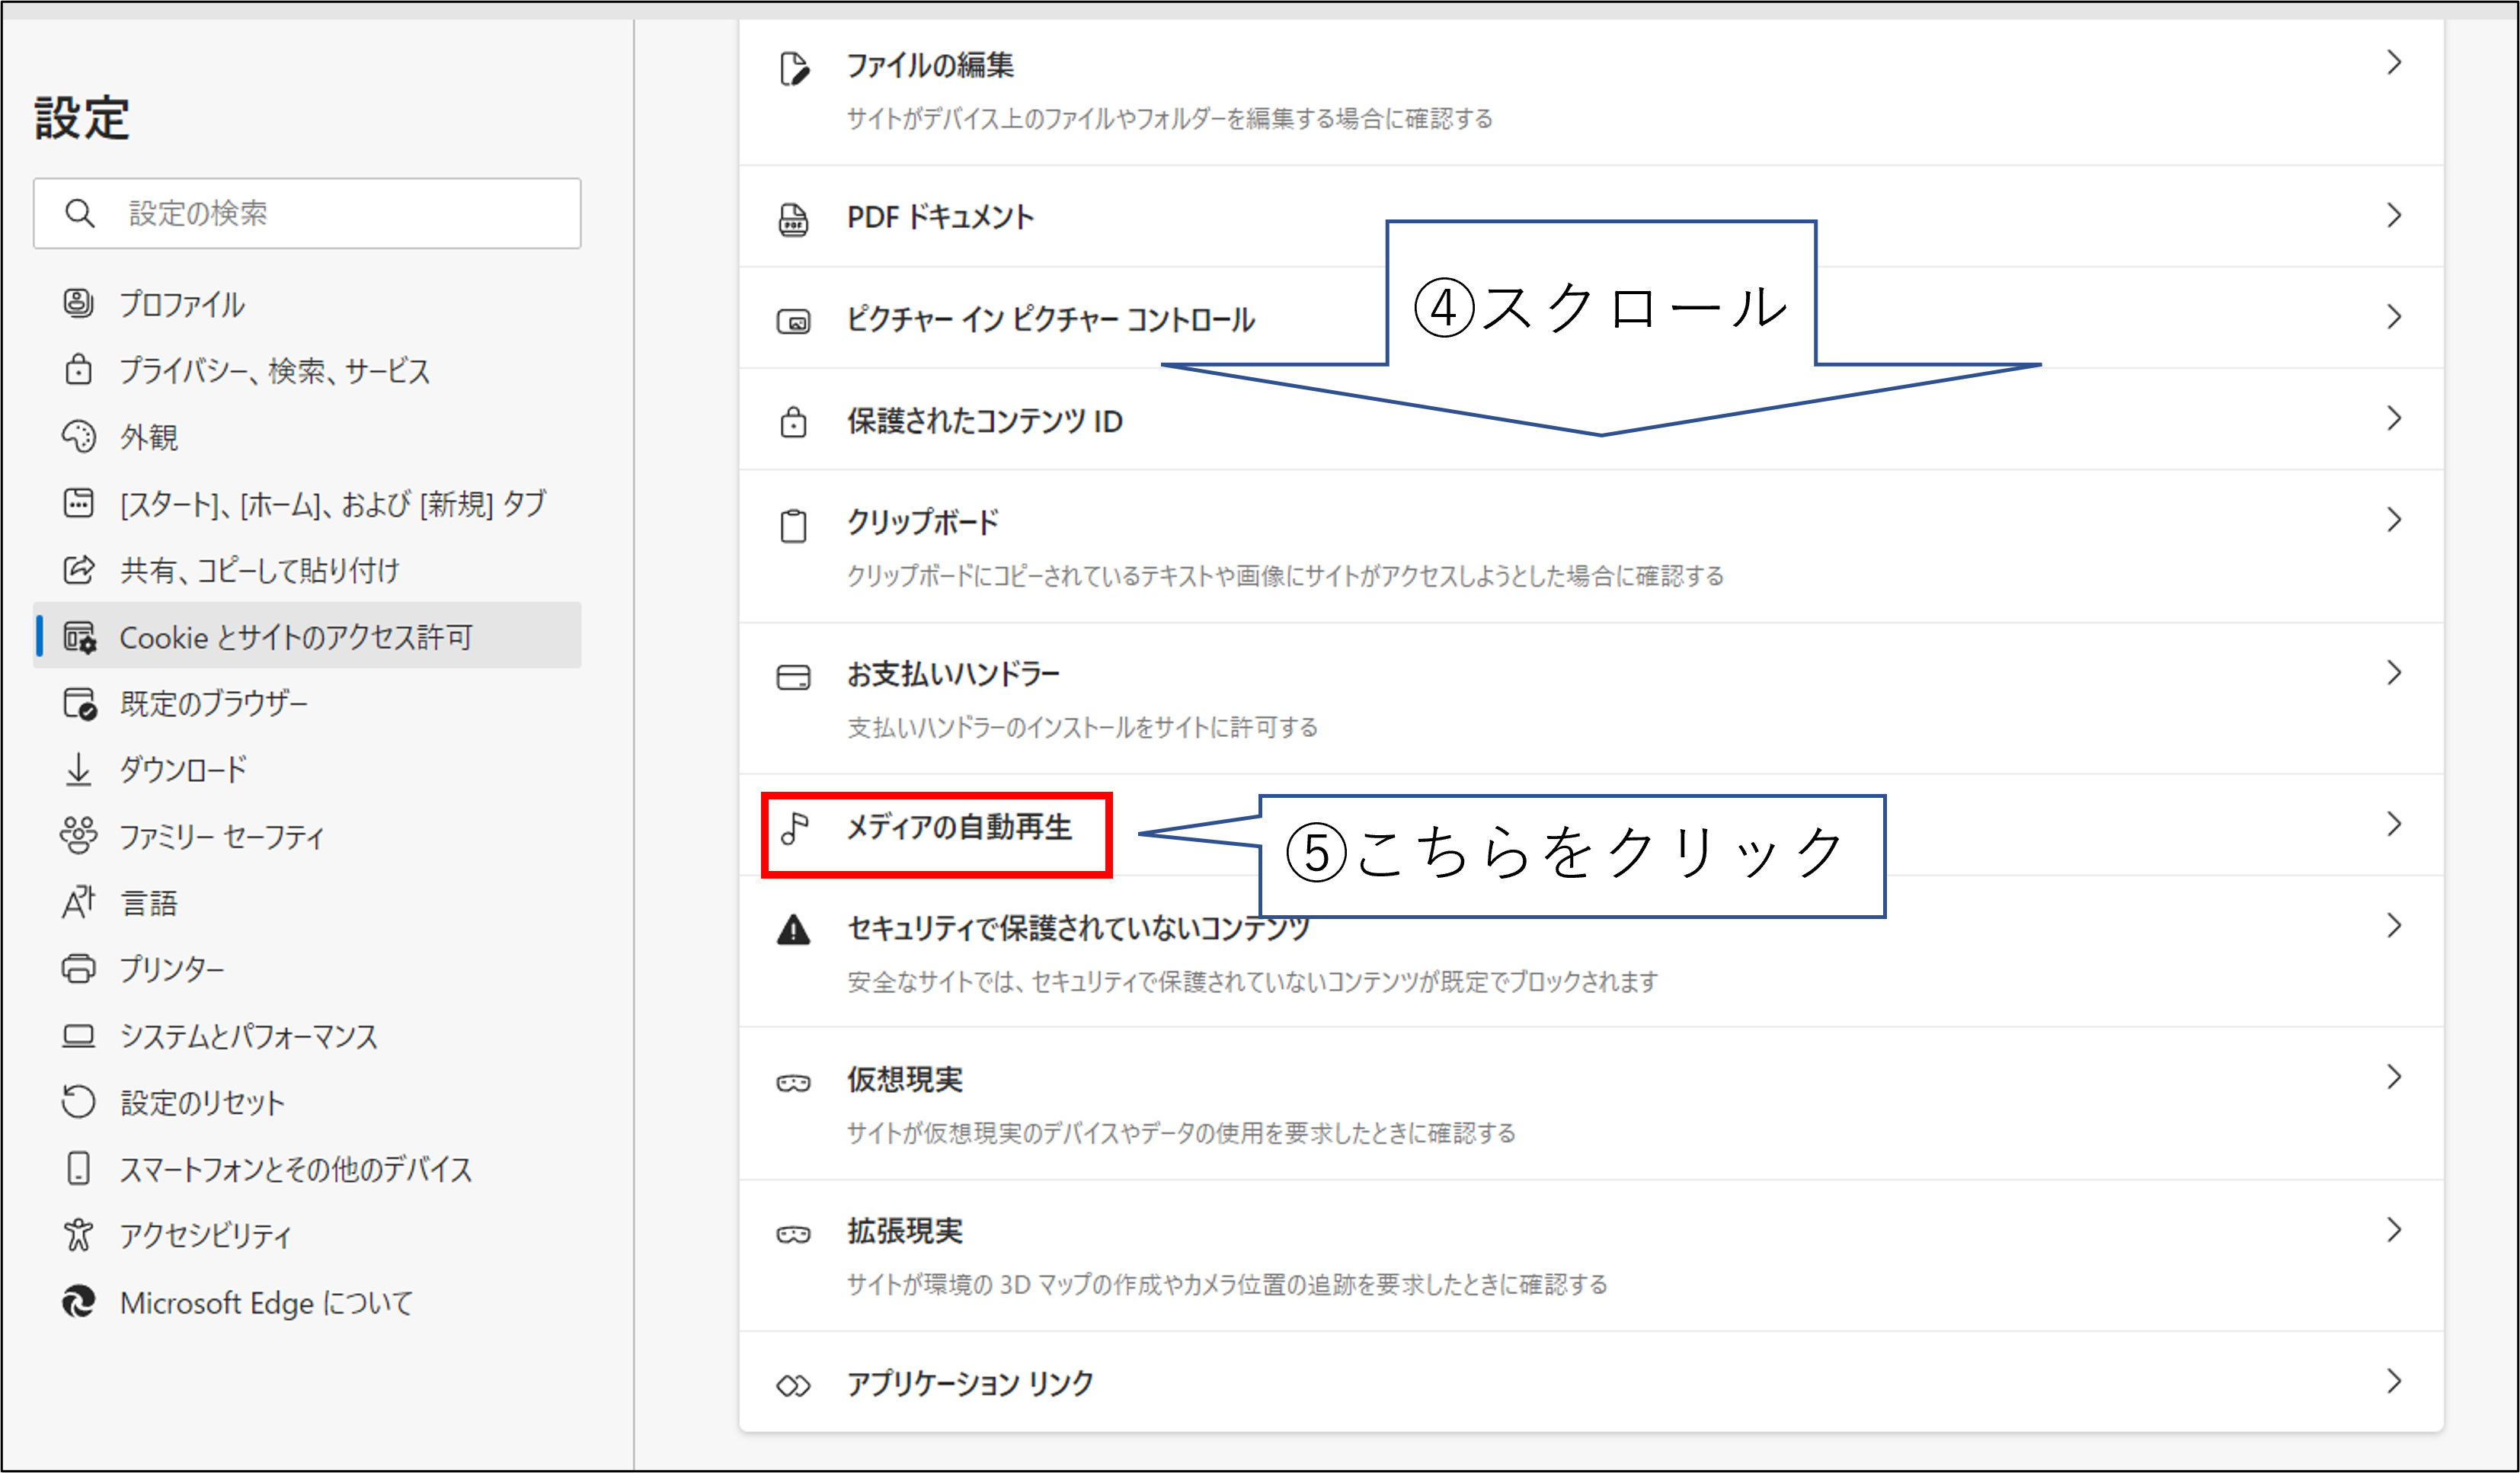 設定
設定の検索
プロファイル
プライバシー、検索、サービス
外観
[スタート]、[ホーム]、および [新規] タブ
共有、コピーして貼り付け
Cookie とサイトのアクセス許可
既定のブラウザー
ダウンロード
ファミリー セーフティ
言語
プリンター
システムとパフォーマンス
設定のリセット
スマートフォンとその他のデバイス
アクセシビリティ
Microsoft Edge について
ファイルの編集
サイトがデバイス上のファイルやフォルダーを編集する場合に確認する
PDF ドキュメント
ピクチャー イン ピクチャー コントロール
④スクロール
保護されたコンテンツ ID
クリップボード
クリップボードにコピーされているテキストや画像にサイトがアクセスしようとした場合に確認する
お支払いハンドラー
支払いハンドラーのインストールをサイトに許可する
メディアの自動再生
⑤こちらをクリック
セキュリティで保護されていないコンテンツ
安全なサイトでは、セキュリティで保護されていないコンテンツが既定でブロックされます
仮想現実
サイトが仮想現実のデバイスやデータの使用を要求したときに確認する
拡張現実
サイトが環境の 3D マップの作成やカメラ位置の追跡を要求したときに確認する
アプリケーション リンク